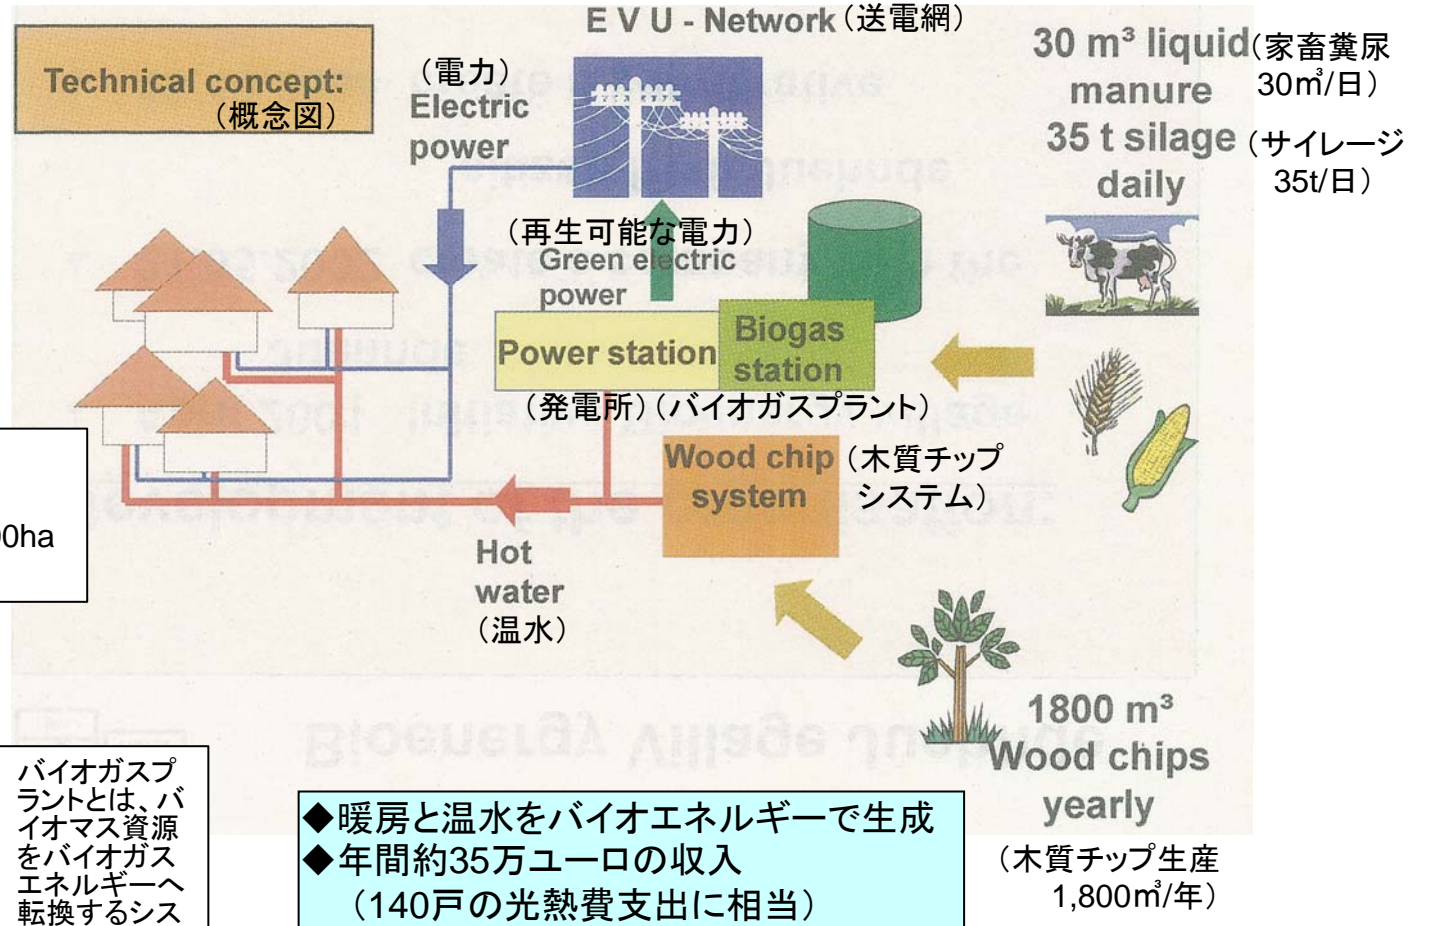 E V U - Network（送電網）
Technical concept:
（概念図）
（電力）
Electric
power
30 m³ liquid（家畜糞尿
manure 30㎥/日）
35 t silage（サイレージ
daily 35t/日）
（再生可能な電力）
Green electric
power
Power station
Biogas
station
（発電所）（バイオガスプラント）
Wood chip（木質チップ
system システム）
0ha
Hot
water
（温水）
1800 m³
Wood chips
yearly
（木質チップ生産
1,800㎥/年）
バイオガスプ
ラントとは、バ
イオマス資源
をバイオガス
エネルギーへ
転換するシス
◆暖房と温水をバイオエネルギーで生成
◆年間約35万ユーロの収入
（140戸の光熱費支出に相当）
Bioenergy Village Juehnde